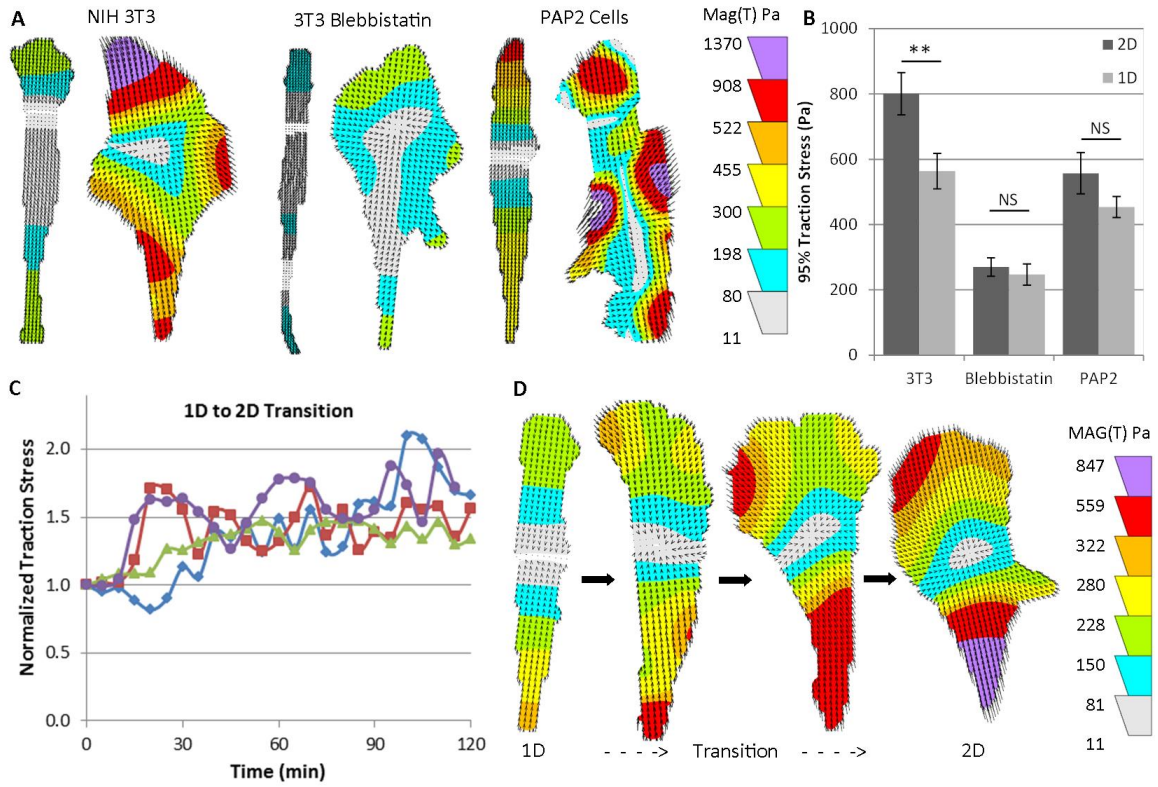 A
NIH 3T3
3T3 Blebbistatin
PAP2 Cells
Mag(T) Pa
1370
908
522
455
300
198
80
11
B
95% Traction Stress (Pa)
1000
800
600
400
200
0
**
NS
NS
2D
1D
3T3
Blebbistatin
PAP2
C
1D to 2D Transition
Normalized Traction Stress
2.0
1.5
1.0
0.5
0.0
0
30
60
90
120
Time (min)
D
MAG(T) Pa
847
559
322
280
228
150
81
11
1D
- - - -> Transition - - - ->
2D